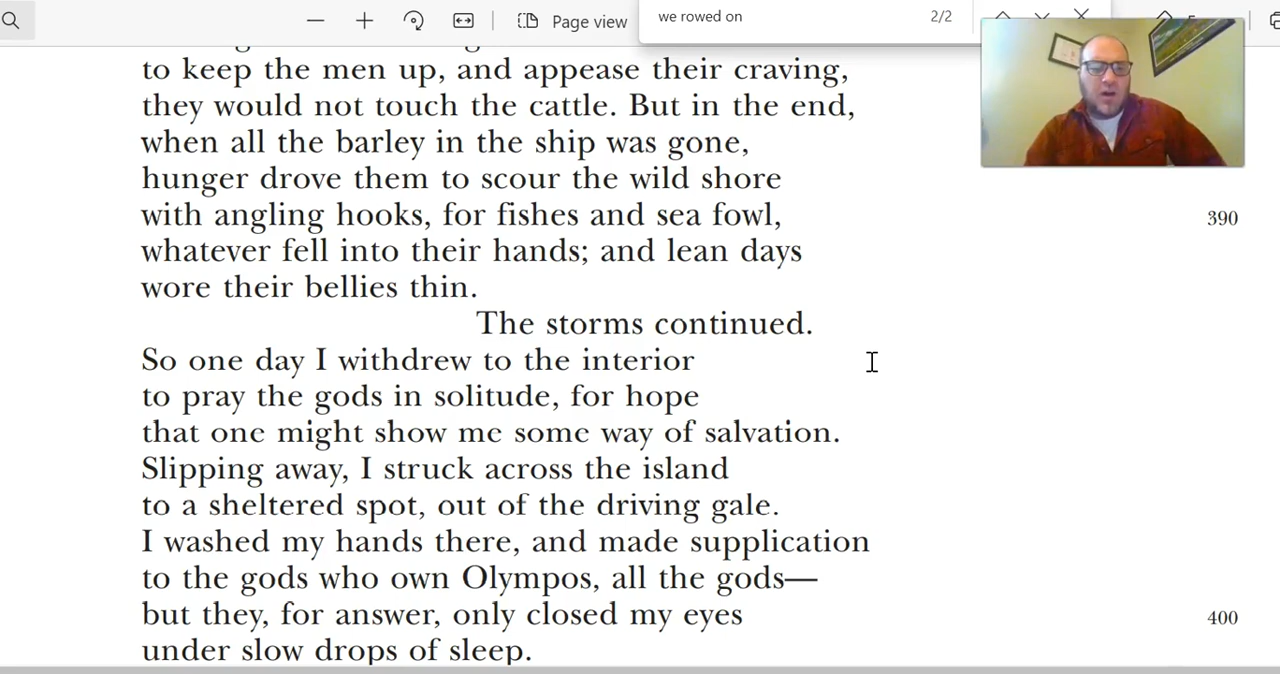 Page view
we rowed on
2/2
to keep the men up, and appease their craving,
they would not touch the cattle. But in the end,
when all the barley in the ship was gone,
hunger drove them to scour the wild shore
with angling hooks, for fishes and sea fowl,
390
whatever fell into their hands; and lean days
wore their bellies thin.
The storms continued.
So one day I withdrew to the interior
to pray the gods in solitude, for hope
that one might show me some way of salvation.
Slipping away, I struck across the island
to a sheltered spot, out of the driving gale.
I washed my hands there, and made supplication
to the gods who own Olympos, all the gods—
but they, for answer, only closed my eyes
400
under slow drops of sleep.